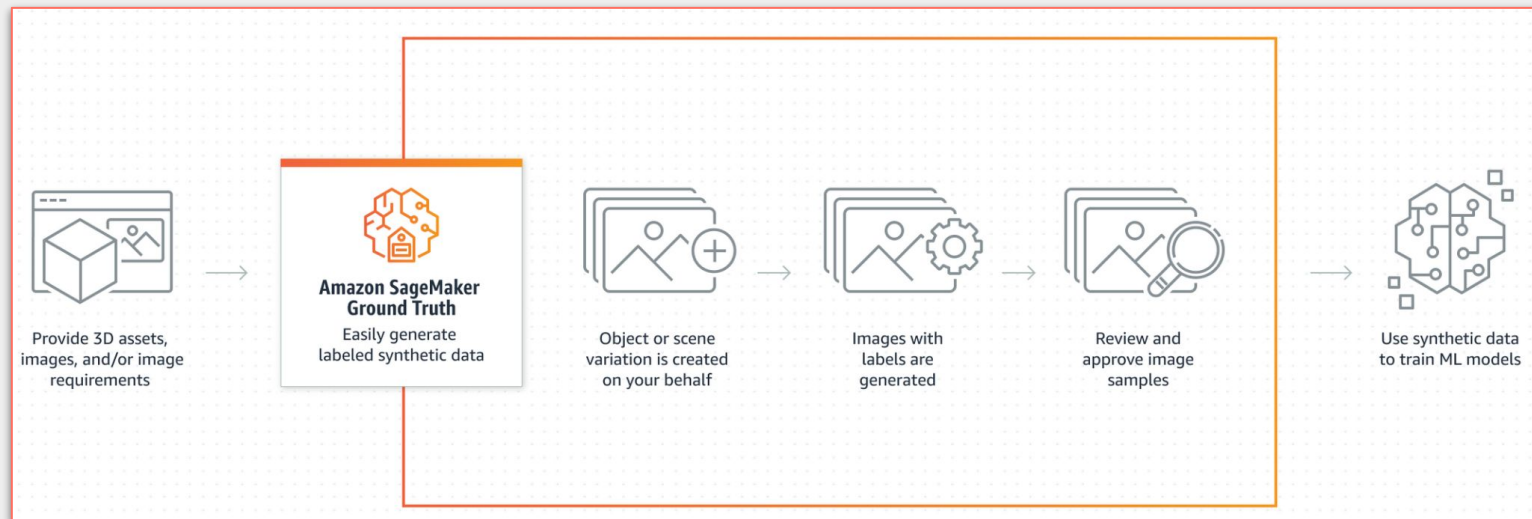 Provide 3D assets,
images, and/or image
requirements
Amazon SageMaker
Ground Truth
Easily generate
labeled synthetic data
Object or scene
variation is created
on your behalf
Images with
labels are
generated
Review and
approve image
samples
Use synthetic data
to train ML models